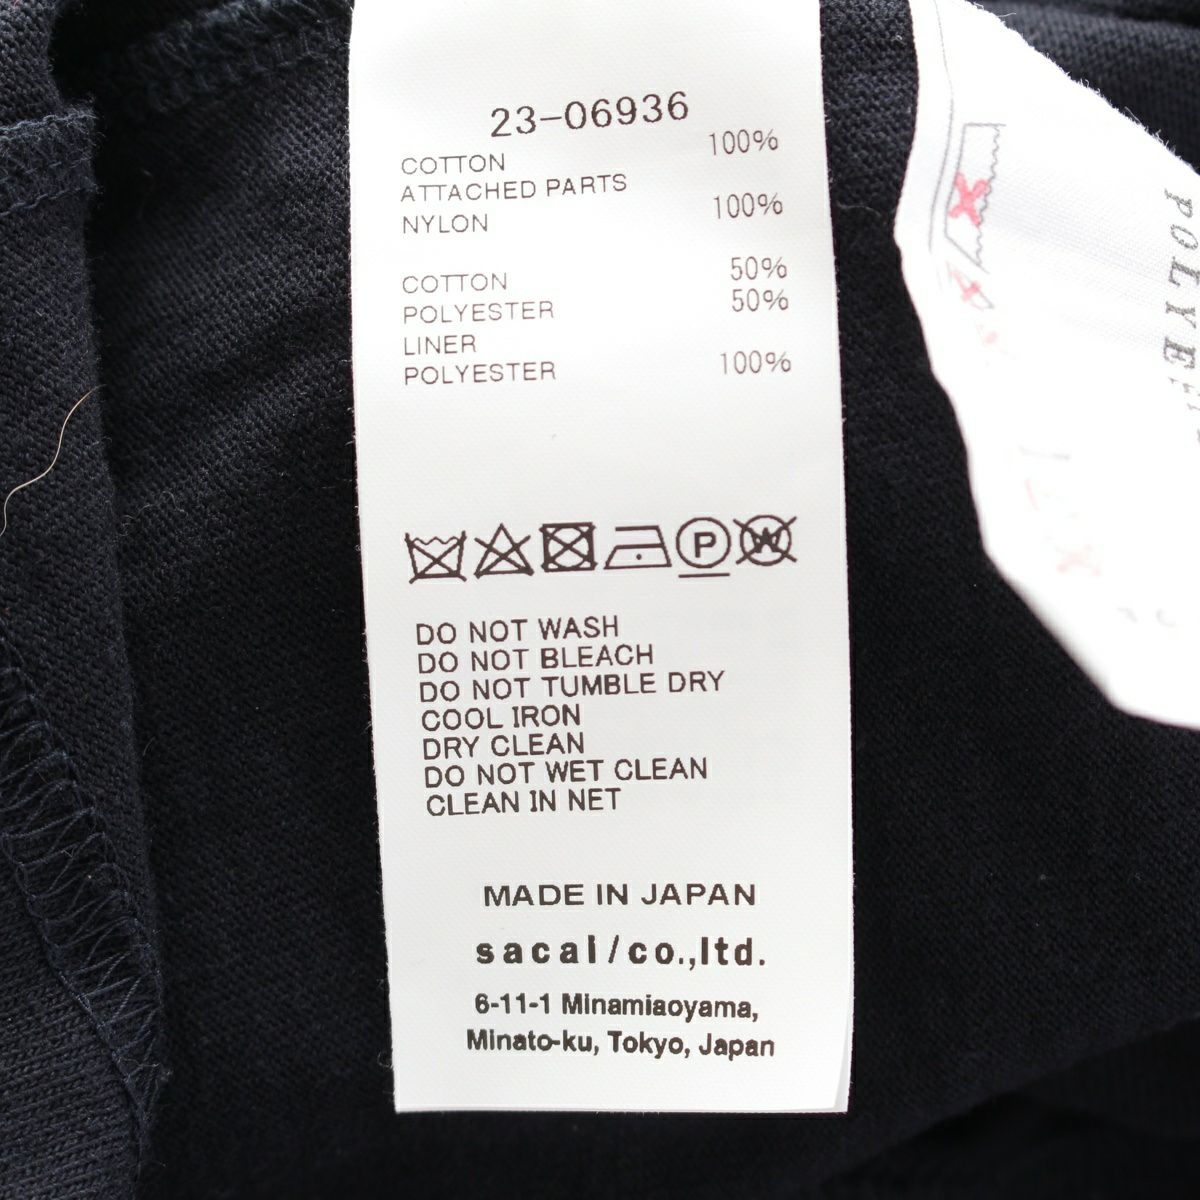 23-06936
COTTON 100%
ATTACHED PARTS
NYLON 100%
COTTON 50%
POLYESTER 50%
LINER
POLYESTER 100%
P W
DO NOT WASH
DO NOT BLEACH
DO NOT TUMBLE DRY
COOL IRON
DRY CLEAN
DO NOT WET CLEAN
CLEAN IN NET
MADE IN JAPAN
sacai/co.,ltd.
6-11-1 Minamiaoyama,
Minato-ku, Tokyo, Japan